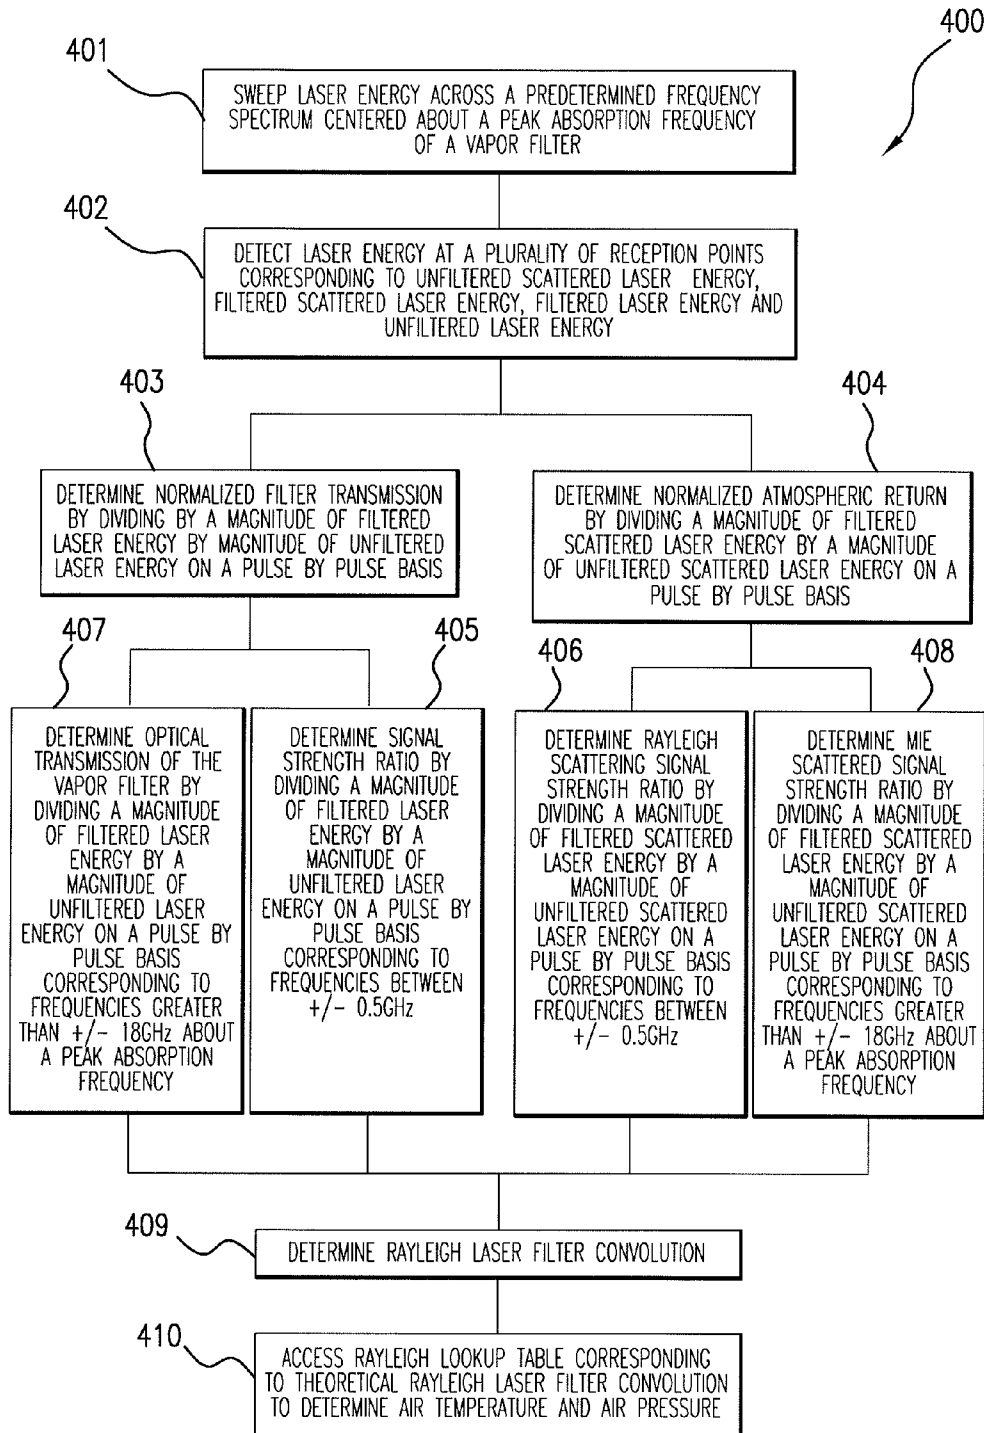 400
401
SWEEP LASER ENERGY ACROSS A PREDETERMINED FREQUENCY
SPECTRUM CENTERED ABOUT A PEAK ABSORPTION FREQUENCY
OF A VAPOR FILTER
402
DETECT LASER ENERGY AT A PLURALITY OF RECEPTION POINTS
CORRESPONDING TO UNFILTERED SCATTERED LASER ENERGY,
FILTERED SCATTERED LASER ENERGY, FILTERED LASER ENERGY AND
UNFILTERED LASER ENERGY
403
DETERMINE NORMALIZED FILTER TRANSMISSION
BY DIVIDING BY A MAGNITUDE OF FILTERED
LASER ENERGY BY MAGNITUDE OF UNFILTERED
LASER ENERGY ON A PULSE BY PULSE BASIS
404
DETERMINE NORMALIZED ATMOSPHERIC RETURN
BY DIVIDING A MAGNITUDE OF FILTERED
SCATTERED LASER ENERGY BY A MAGNITUDE
OF UNFILTERED SCATTERED LASER ENERGY ON A
PULSE BY PULSE BASIS
407
DETERMINE OPTICAL
TRANSMISSION OF THE
VAPOR FILTER BY
DIVIDING A MAGNITUDE
OF FILTERED LASER
ENERGY BY A
MAGNITUDE OF
UNFILTERED LASER
ENERGY ON A PULSE BY
PULSE BASIS
CORRESPONDING TO
FREQUENCIES GREATER
THAN +/- 18GHz ABOUT
A PEAK ABSORPTION
FREQUENCY
405
DETERMINE SIGNAL
STRENGTH RATIO BY
DIVIDING A MAGNITUDE
OF FILTERED LASER
ENERGY BY A
MAGNITUDE OF
UNFILTERED LASER
ENERGY ON A PULSE BY
PULSE BASIS
CORRESPONDING TO
FREQUENCIES BETWEEN
+/- 0.5GHz
406
DETERMINE RAYLEIGH
SCATTERING SIGNAL
STRENGTH RATIO BY
DIVIDING A MAGNITUDE
OF FILTERED SCATTERED
LASER ENERGY BY A
MAGNITUDE OF
UNFILTERED SCATTERED
LASER ENERGY ON A
PULSE BY PULSE BASIS
CORRESPONDING TO
FREQUENCIES BETWEEN
+/- 0.5GHz
408
DETERMINE MIE
SCATTERED SIGNAL
STRENGTH RATIO BY
DIVIDING A MAGNITUDE
OF FILTERED SCATTERED
LASER ENERGY BY A
MAGNITUDE OF
UNFILTERED SCATTERED
LASER ENERGY ON A
PULSE BY PULSE BASIS
CORRESPONDING TO
FREQUENCIES GREATER
THAN +/- 18GHz ABOUT
A PEAK ABSORPTION
FREQUENCY
409
DETERMINE RAYLEIGH LASER FILTER CONVOLUTION
410
ACCESS RAYLEIGH LOOKUP TABLE CORRESPONDING
TO THEORETICAL RAYLEIGH LASER FILTER CONVOLUTION
TO DETERMINE AIR TEMPERATURE AND AIR PRESSURE